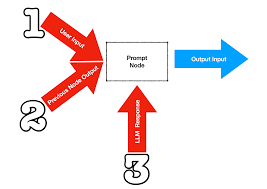 1
User Input
Prompt
Node
Output Input
2
Previous Node Output
LLM Response
3